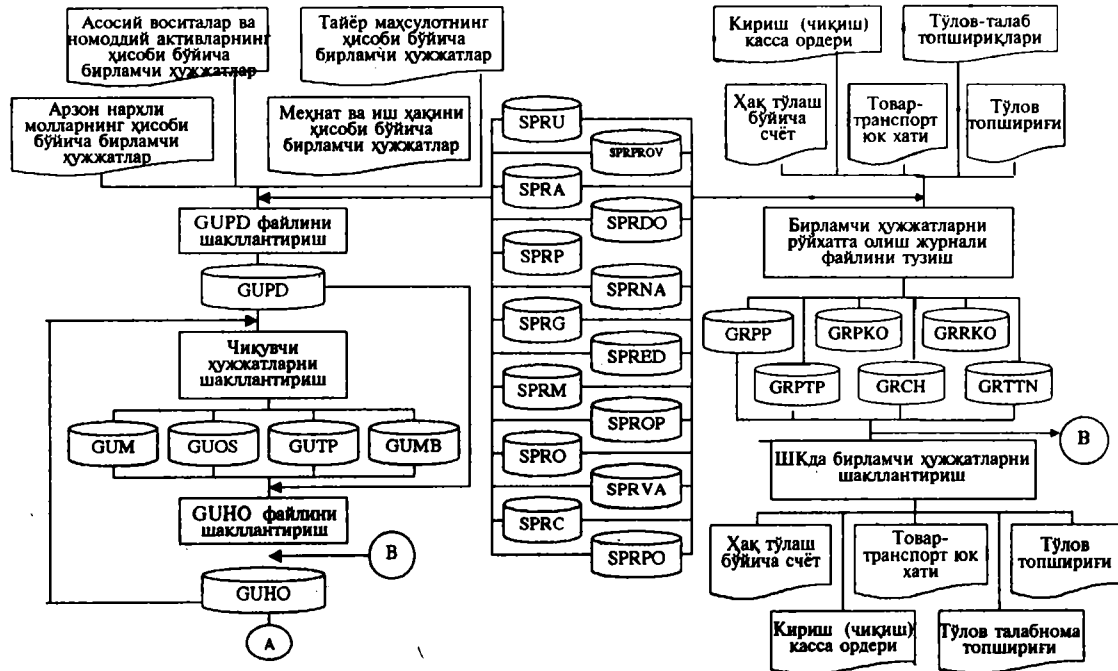 Асосий воситалар ва
номоддий активларнинг
ҳисоби бўйича
бирламчи ҳужжатлар
Тайёр маҳсулотнинг
ҳисоби бўйича
бирламчи ҳужжатлар
Арзон нархли
молларнинг ҳисоби
бўйича бирламчи
ҳужжатлар
Меҳнат ва иш ҳақини
ҳисоби бўйича
бирламчи ҳужжатлар
GUPD файлини
шакллантириш
GUPD
Чиқувчи
ҳужжатларни
шакллантириш
GUM
GUOS
GUTP
GUMB
GUHO файлини
шакллантириш
B
GUHO
A
SPRU
SPRPROV
SPRA
SPRDO
SPRP
SPRNA
SPRG
SPRED
SPRM
SPROP
SPRO
SPRVA
SPRC
SPRPO
Кириш (чиқиш)
касса ордери
Тўлов-талаб
топшириқлари
Ҳақ тўлаш
бўйича
счёт
Товар-
транспорт
юк хати
Тўлов
топшириғи
Бирламчи ҳужжатларни
рўйхатга олиш журнали
файлини тузиш
GRPP
GRPKO
GRRKO
GRPTP
GRCH
GRTTN
B
ШКда бирламчи ҳужжатларни
шакллантириш
Ҳақ тўлаш
бўйича счёт
Товар-
транспорт юк
хати
Тўлов
топшириғи
Кириш (чиқиш)
касса ордери
Тўлов талабнома
топшириғи